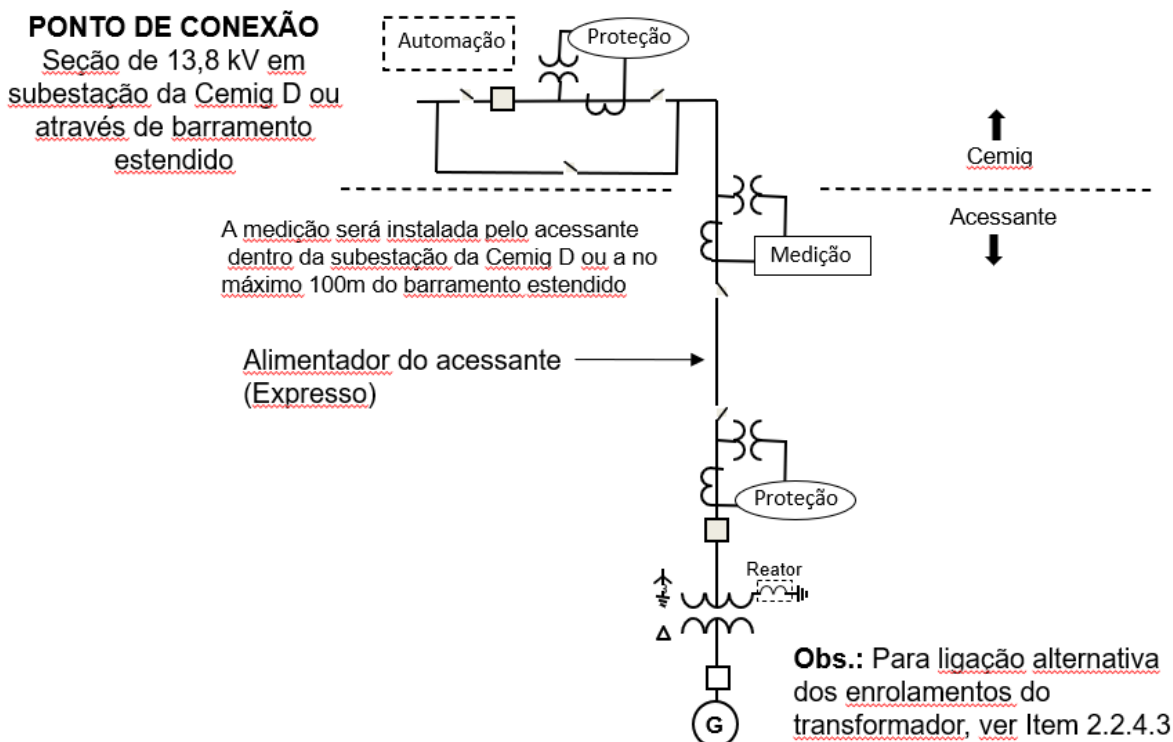 PONTO DE CONEXÃO
Seção de 13,8 kV em
subestação da Cemig D ou
através de barramento
estendido
Automação
Proteção
Cemig
Acessante
A medição será instalada pelo acessante
dentro da subestação da Cemig D ou a no
máximo 100m do barramento estendido
Medição
Alimentador do acessante
(Expresso)
Proteção
Reator
Δ
G
Obs.: Para ligação alternativa
dos enrolamentos do
transformador, ver Item 2.2.4.3